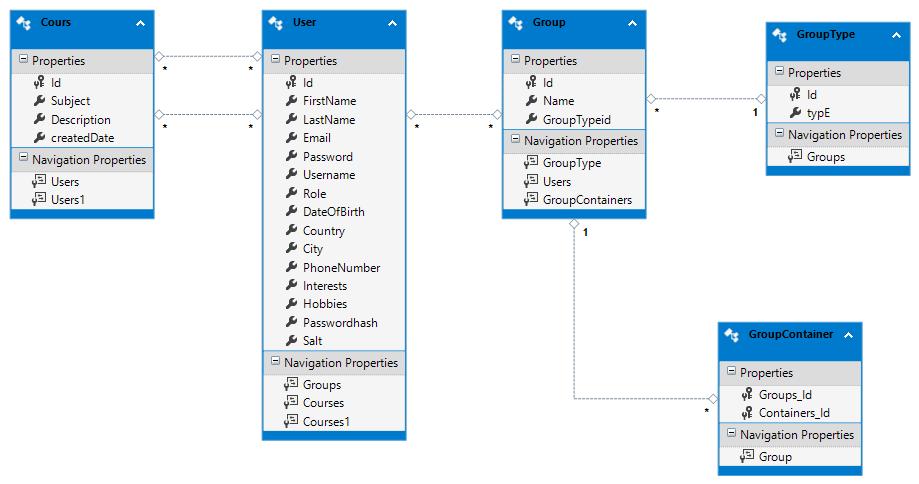 Cours
Properties
Id
Subject
Description
createdDate
Navigation Properties
Users
Users1
*
*
*
*
User
Properties
Id
FirstName
LastName
Email
Password
Username
Role
DateOfBirth
Country
City
PhoneNumber
Interests
Hobbies
Passwordhash
Salt
Navigation Properties
Groups
Courses
Courses1
*
*
Group
Properties
Id
Name
GroupTypeid
Navigation Properties
GroupType
Users
GroupContainers
*
1
GroupType
Properties
Id
typE
Navigation Properties
Groups
1
*
GroupContainer
Properties
Groups_Id
Containers_Id
Navigation Properties
Group